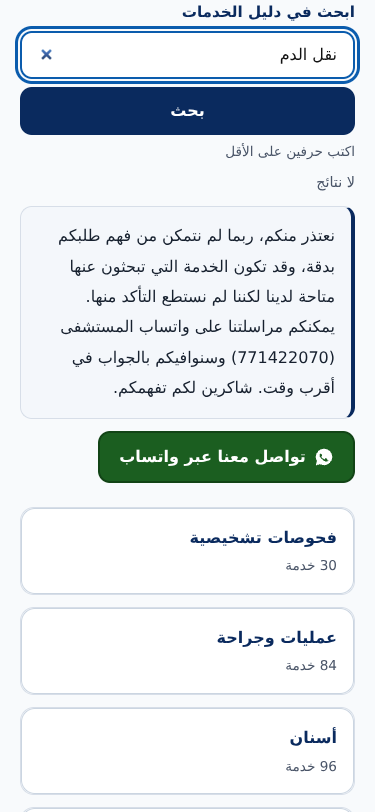 ابحث في دليل الخدمات
نقل الدم
بحث
اكتب حرفين على الأقل
لا نتائج
نعتذر منكم، ربما لم نتمكن من فهم طلبكم
بدقة، وقد تكون الخدمة التي تبحثون عنها
متاحة لدينا لكننا لم نستطع التأكد منها.
يمكنكم مراسلتنا على واتساب المستشفى
(771422070) وسنوافيكم بالجواب في
أقرب وقت. شاكرين لكم تفهمكم.
تواصل معنا عبر واتساب
فحوصات تشخيصية
30 خدمة
عمليات وجراحة
84 خدمة
أسنان
96 خدمة